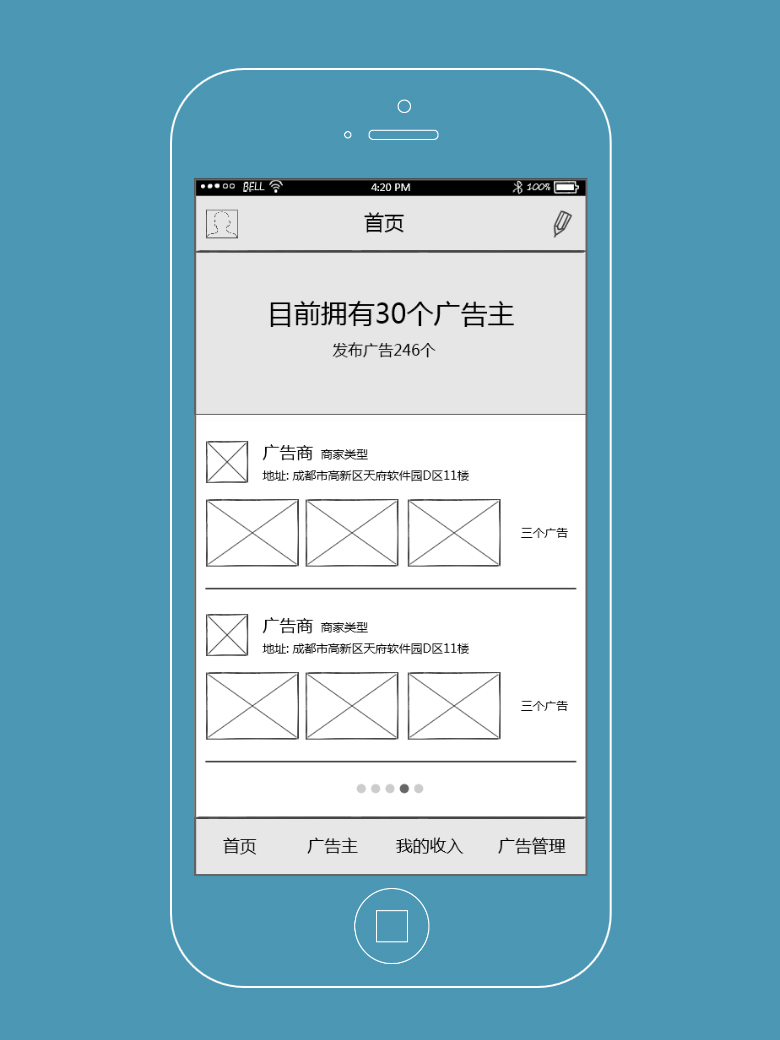 BELL 4:20 PM 100%
首页
目前拥有30个广告主
发布广告246个
广告商 商家类型
地址: 成都市高新区天府软件园D区11楼
三个广告
广告商 商家类型
地址: 成都市高新区天府软件园D区11楼
三个广告
首页 广告主 我的收入 广告管理